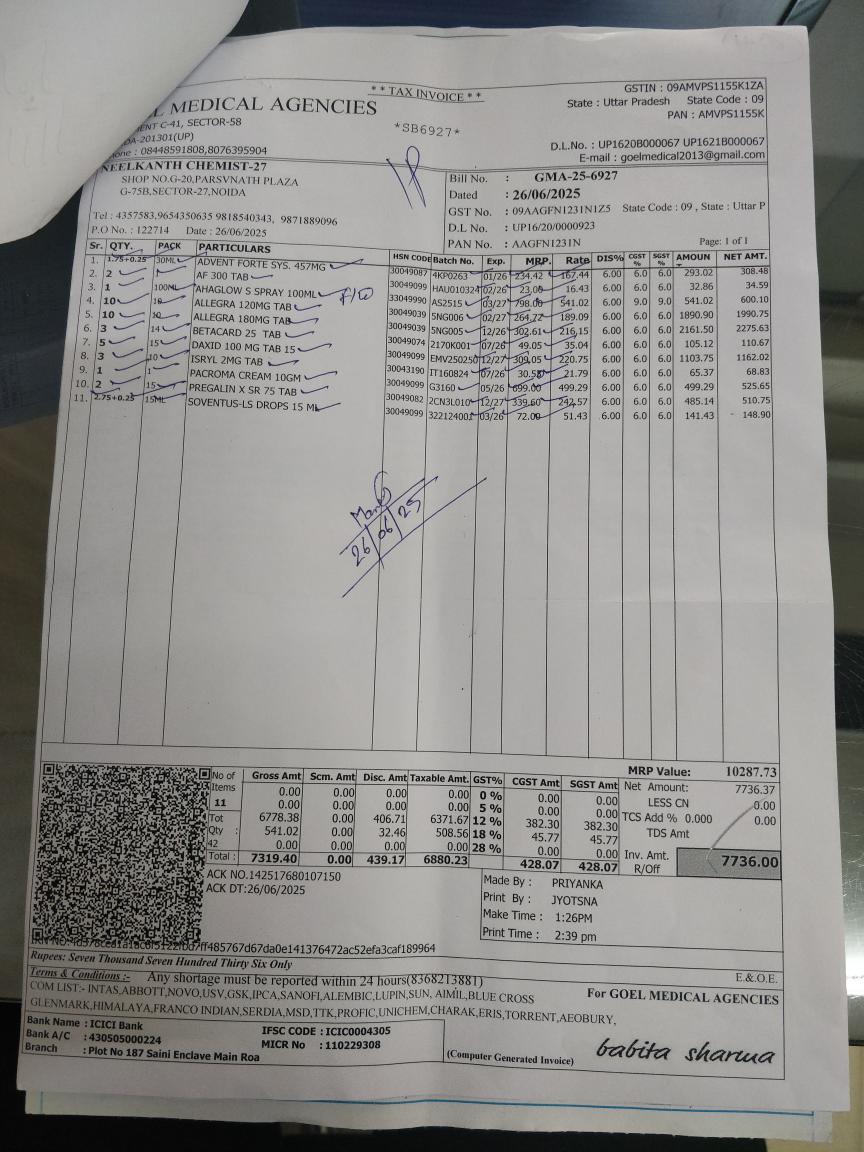 * * TAX INVOICE * *
GSTIN : 09AMVPS1155K1ZA
State : Uttar Pradesh State Code : 09
PAN : AMVPS1155K
EL MEDICAL AGENCIES
*SB6927*
C-41, SECTOR-58
-201301(UP)
: 08448591808,8076395904
D.L.No. : UP1620B000067 UP1621B000067
E-mail : goelmedical2013@gmail.com
NEELKANTH CHEMIST-27
SHOP NO.G-20,PARSVNATH PLAZA
G-75B,SECTOR-27,NOIDA
Tel : 4357583,9654350635 9818540343, 9871889096
P.O No. : 122714 Date : 26/06/2025
Bill No. : GMA-25-6927
Dated : 26/06/2025
GST No. : 09AAGFN1231N1Z5 State Code : 09 , State : Uttar P
D.L No. : UP16/20/0000923
PAN No. : AAGFN1231N Page: 1 of 1
Sr. QTY. PACK PARTICULARS HSN CODE Batch No. Exp. MRP. Rate DIS% CGST % SGST % AMOUN NET AMT.
1. 1.75+0.25 30ML ADVENT FORTE SYS. 457MG 30049087 4KP0263 01/26 234.42 167.44 6.00 6.0 6.0 293.02 308.48
2. 2 AF 300 TAB 30049099 HAU010324 02/26 23.00 16.43 6.00 6.0 6.0 32.86 34.59
3. 1 100ML AHAGLOW S SPRAY 100ML 33049990 AS2515 03/27 798.00 541.02 6.00 9.0 9.0 541.02 600.10
4. 10 10 ALLEGRA 120MG TAB 30049039 5NG006 02/27 264.72 189.09 6.00 6.0 6.0 1890.90 1990.75
5. 10 10 ALLEGRA 180MG TAB 30049039 5NG005 12/26 302.61 216.15 6.00 6.0 6.0 2161.50 2275.63
6. 3 14 BETACARD 25 TAB 30049074 2170K001 07/26 49.05 35.04 6.00 6.0 6.0 105.12 110.67
7. 5 15 DAXID 100 MG TAB 15 30049099 EMV250250 12/27 309.05 220.75 6.00 6.0 6.0 1103.75 1162.02
8. 3 10 ISRYL 2MG TAB 30043190 IT160824 07/26 30.50 21.79 6.00 6.0 6.0 65.37 68.83
9. 1 1 PACROMA CREAM 10GM 30049099 G3160 05/26 699.00 499.29 6.00 6.0 6.0 499.29 525.65
10. 2 15 PREGALIN X SR 75 TAB 30049082 2CN3L010 12/27 339.60 242.57 6.00 6.0 6.0 485.14 510.75
11. 2.75+0.25 15ML SOVENTUS-LS DROPS 15 ML 30049099 32212400 03/26 72.00 51.43 6.00 6.0 6.0 141.43 148.90
26/06/25
No of Items 11
Tot Qty : 42
Gross Amt Scm. Amt Disc. Amt Taxable Amt. GST% CGST Amt SGST Amt
0.00 0.00 0.00 0.00 0 % 0.00 0.00
0.00 0.00 0.00 0.00 5 % 0.00 0.00
6778.38 0.00 406.71 6371.67 12 % 382.30 382.30
541.02 0.00 32.46 508.56 18 % 45.77 45.77
0.00 0.00 0.00 0.00 28 % 0.00 0.00
Total : 7319.40 0.00 439.17 6880.23 428.07 428.07
MRP Value: 10287.73
Net Amount: 7736.37
LESS CN 0.00
TCS Add % 0.000 0.00
TDS Amt
Inv. Amt. R/Off 7736.00
ACK NO.142517680107150
ACK DT:26/06/2025
Made By : PRIYANKA
Print By : JYOTSNA
Make Time : 1:26PM
Print Time : 2:39 pm
Rupees: Seven Thousand Seven Hundred Thirty Six Only
Terms & Conditions :- Any shortage must be reported within 24 hours(8368213881)
E.&.O.E.
COM LIST:- INTAS,ABBOTT,NOVO,USV,GSK,IPCA,SANOFI,ALEMBIC,LUPIN,SUN, AIMIL,BLUE CROSS
GLENMARK,HIMALAYA,FRANCO INDIAN,SERDIA,MSD,TTK,PROFIC,UNICHEM,CHARAK,ERIS,TORRENT,AEOBURY,
For GOEL MEDICAL AGENCIES
Bank Name : ICICI Bank IFSC CODE : ICIC0004305
Bank A/C : 430505000224 MICR No : 110229308
Branch : Plot No 187 Saini Enclave Main Roa
(Computer Generated Invoice)
babita sharma